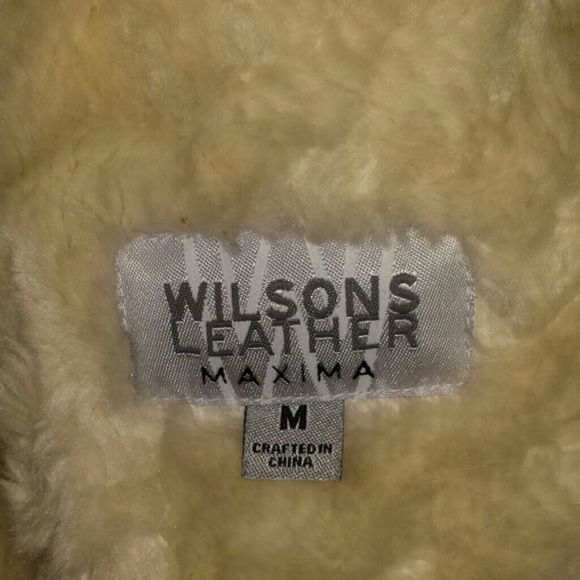 WILSONS
LEATHER
MAXIMA
M
CRAFTED IN
CHINA